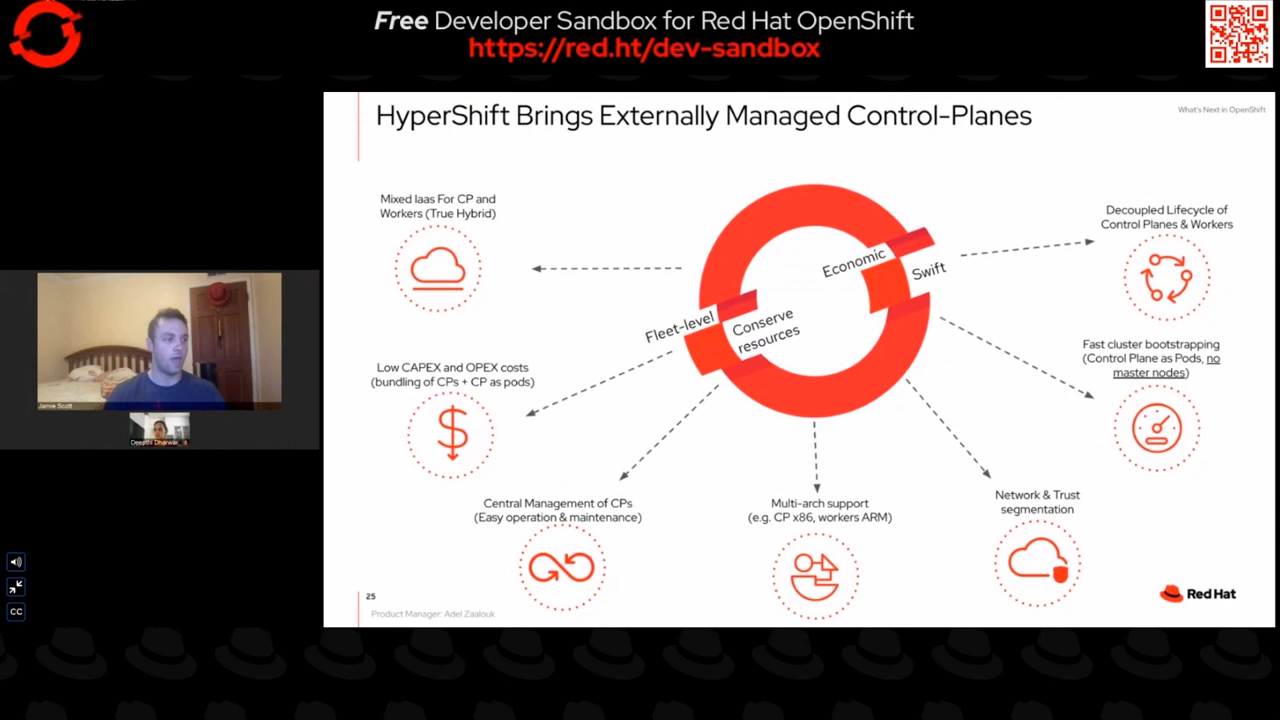 Free Developer Sandbox for Red Hat OpenShift
https://red.ht/dev-sandbox
HyperShift Brings Externally Managed Control-Planes
What's Next in OpenShift
Mixed Iaas For CP and
Workers (True Hybrid)
Decoupled Lifecycle of
Control Planes & Workers
Economic
Swift
Fleet-level
Conserve
resources
Low CAPEX and OPEX costs
(bundling of CPs + CP as pods)
Fast cluster bootstrapping
(Control Plane as Pods, no
master nodes)
Central Management of CPs
(Easy operation & maintenance)
Multi-arch support
(e.g. CP x86, workers ARM)
Network & Trust
segmentation
Jamie Scott
Deepthi
CC
25
Product Manager: Adel Zaalouk
Red Hat